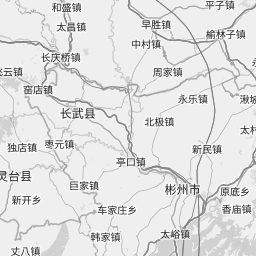 和盛镇
平子镇
早胜镇
太昌镇
榆林子镇
中村镇
长庆桥镇
周家镇
飞云镇
窑店镇
永乐镇
长武县
北极镇
太村
独店镇
枣元镇
新民镇
亭口镇
灵台县
巨家镇
彬州市
原底乡
新开乡
香庙镇
车家庄乡
韩家镇
太峪镇
丈八镇